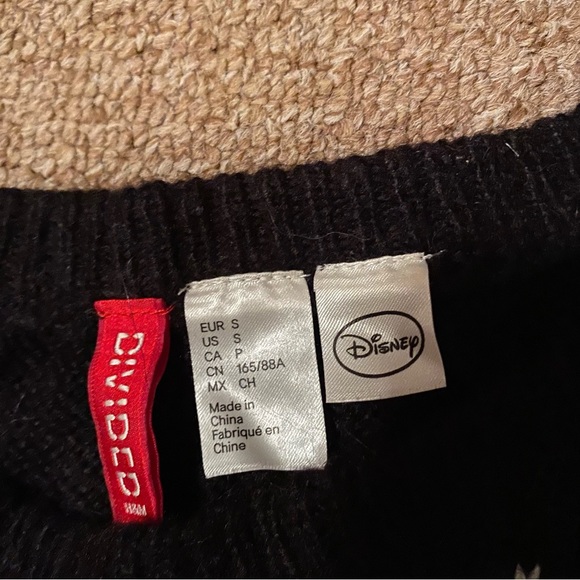 DIVIDED
H&M
EUR S
US S
CA P
CN 165/88A
MX CH
Made in
China
Fabriqué en
Chine
Disney